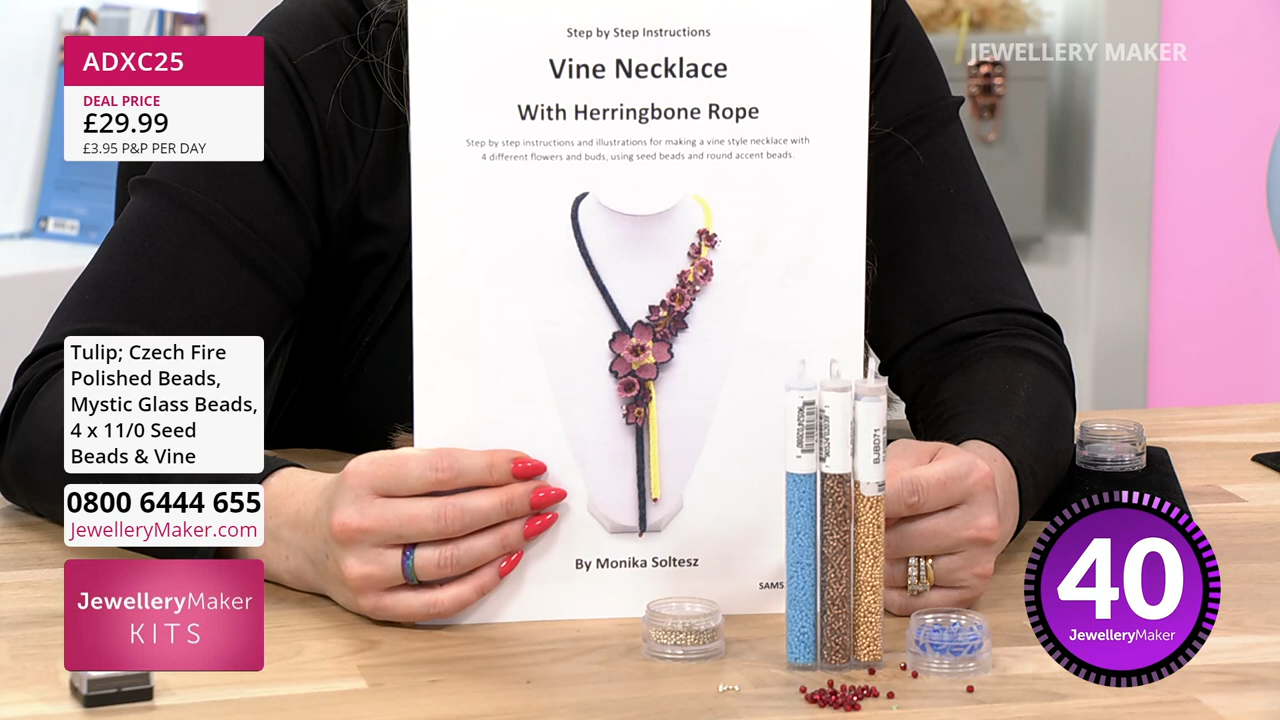 ADXC25
DEAL PRICE
£29.99
£3.95 P&P PER DAY
Tulip; Czech Fire
Polished Beads,
Mystic Glass Beads,
4 x 11/0 Seed
Beads & Vine
0800 6444 655
JewelleryMaker.com
JewelleryMaker
KITS
Step by Step Instructions
Vine Necklace
With Herringbone Rope
Step by step instructions and illustrations for making a vine style necklace with
4 different flowers and buds, using seed beads and round accent beads.
By Monika Soltesz
SAMS
BJBD71
JEWELLERY MAKER
40
JewelleryMaker